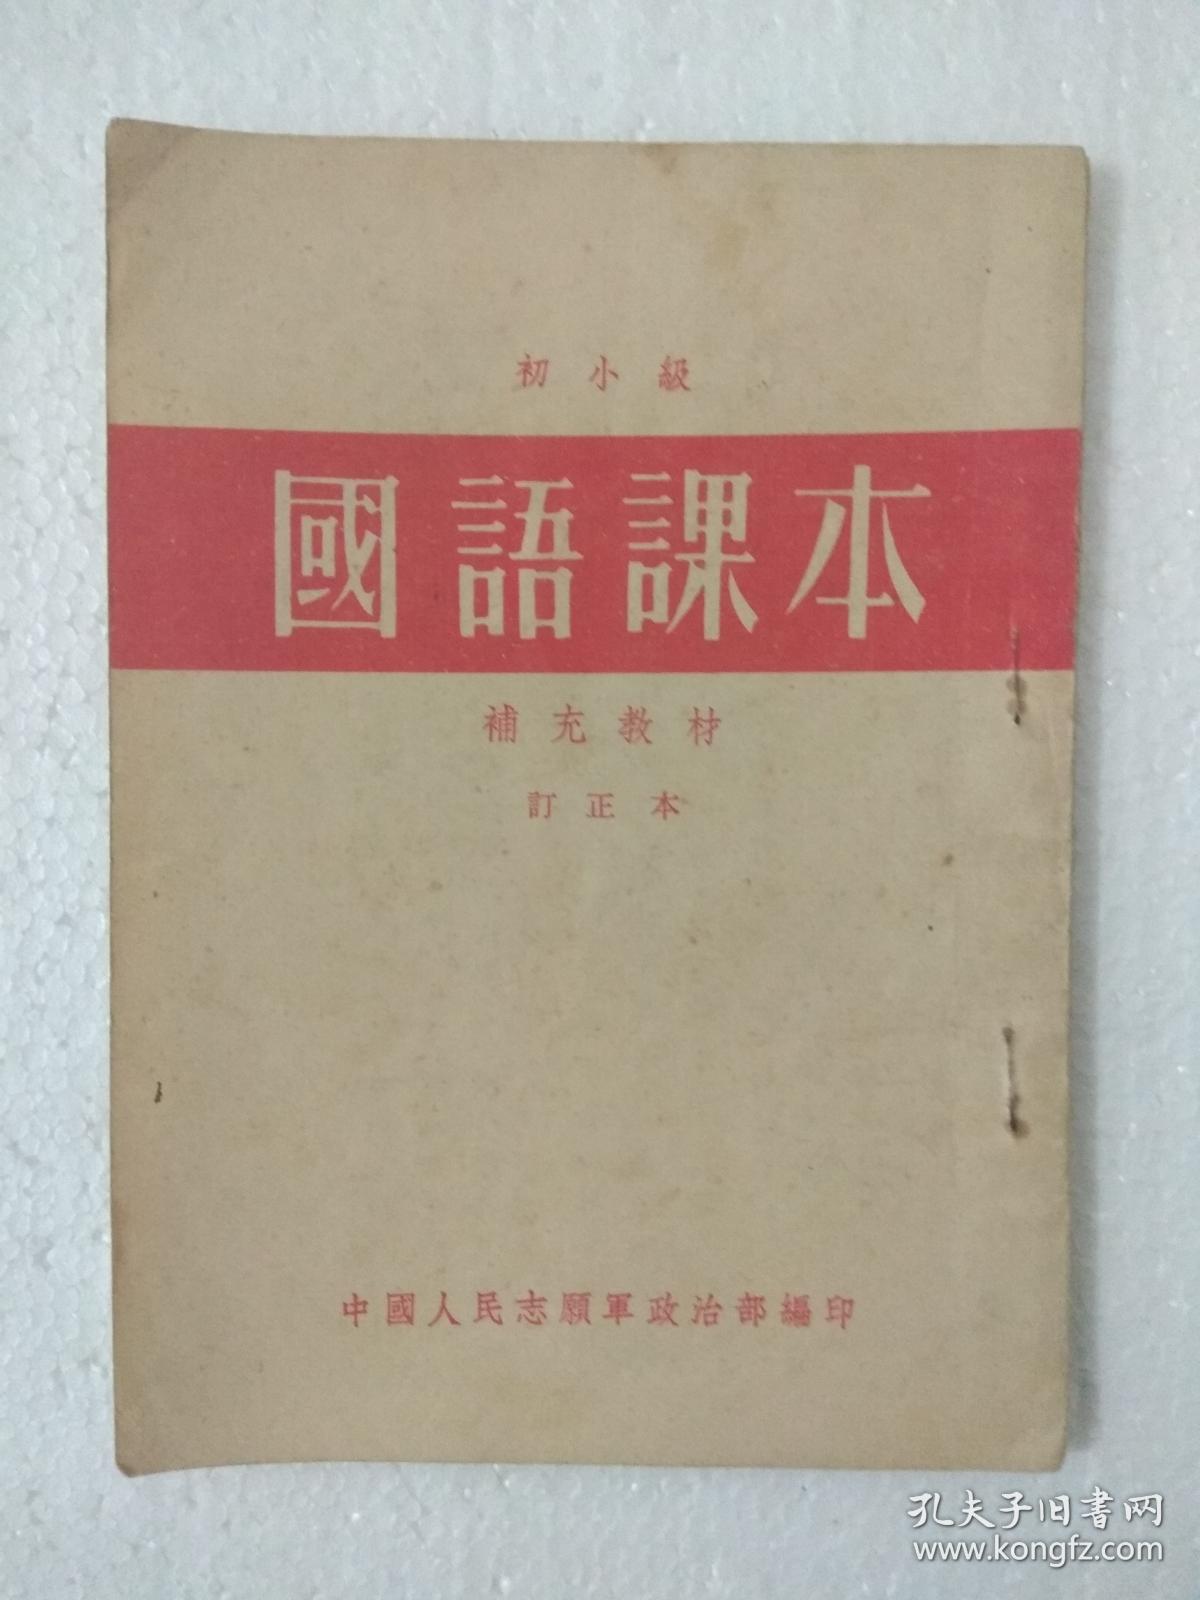 初小級
國語課本
補充教材
訂正本
中國人民志願軍政治部編印
孔夫子旧书网
www.kongfz.com